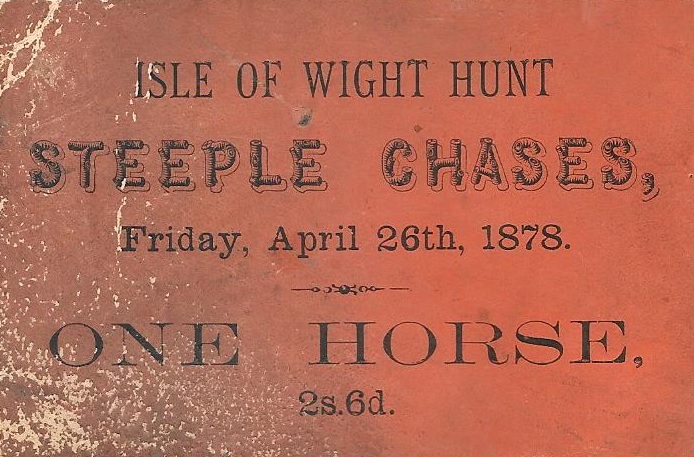 ISLE OF WIGHT HUNT
STEEPLE CHASES,
Friday, April 26th, 1878.
ONE HORSE,
2s.6d.